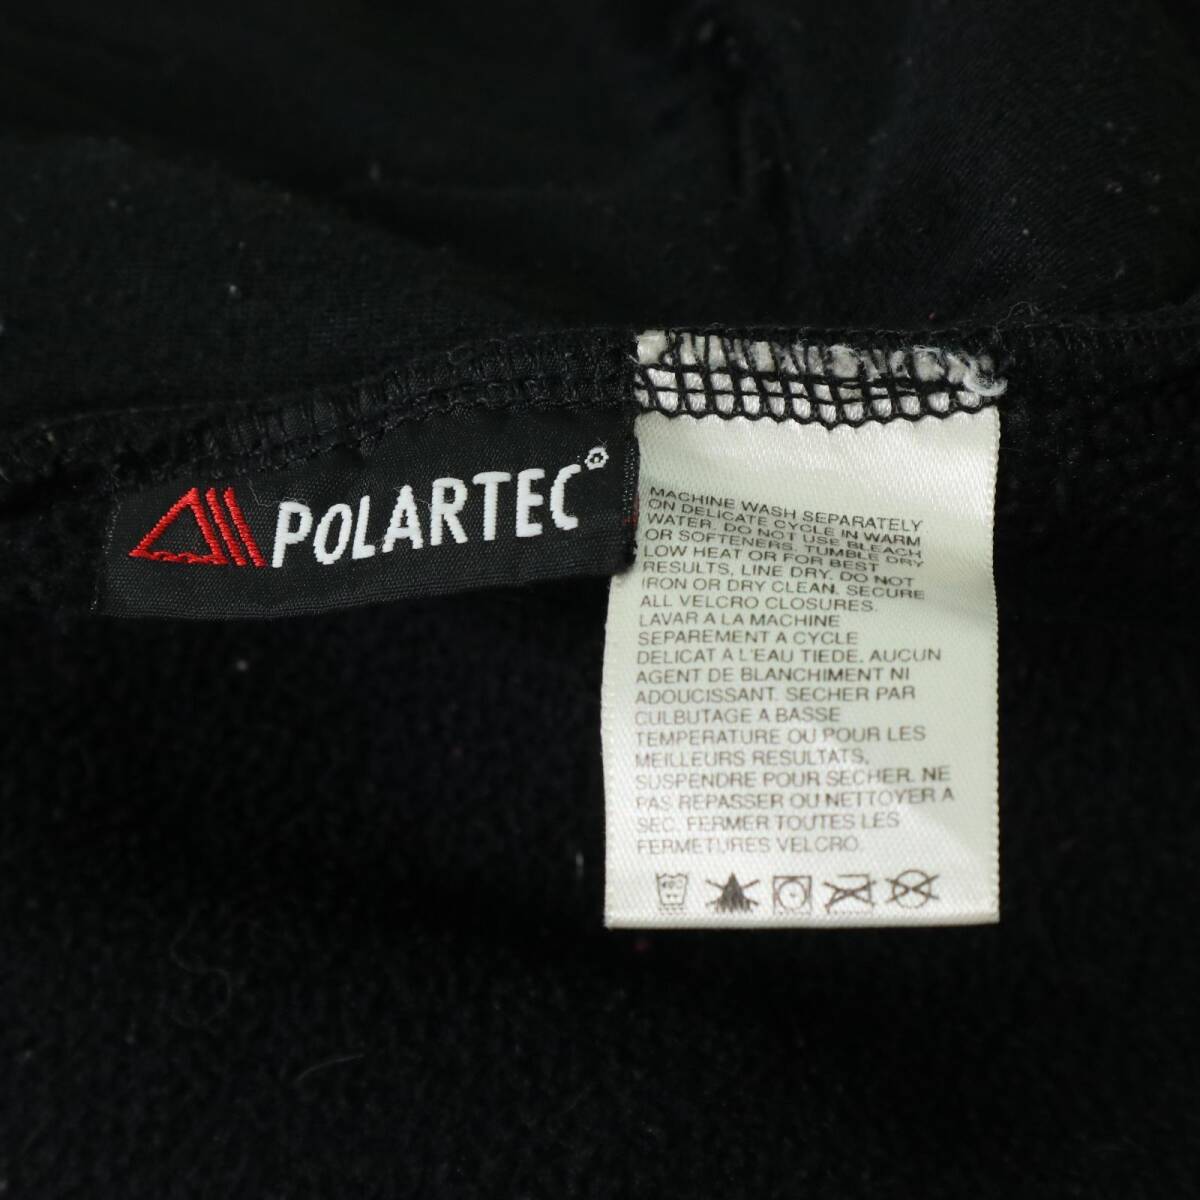 POLARTEC®
MACHINE WASH SEPARATELY
ON DELICATE CYCLE IN WARM
WATER. DO NOT USE BLEACH
OR SOFTENERS. TUMBLE DRY
LOW HEAT OR FOR BEST
RESULTS, LINE DRY. DO NOT
IRON OR DRY CLEAN. SECURE
ALL VELCRO CLOSURES.
LAVAR A LA MACHINE
SEPAREMENT A CYCLE
DELICAT A L'EAU TIEDE. AUCUN
AGENT DE BLANCHIMENT NI
ADOUCISSANT. SECHER PAR
CULBUTAGE A BASSE
TEMPERATURE OU POUR LES
MEILLEURS RESULTATS,
SUSPENDRE POUR SECHER. NE
PAS REPASSER OU NETTOYER A
SEC. FERMER TOUTES LES
FERMETURES VELCRO.
40C